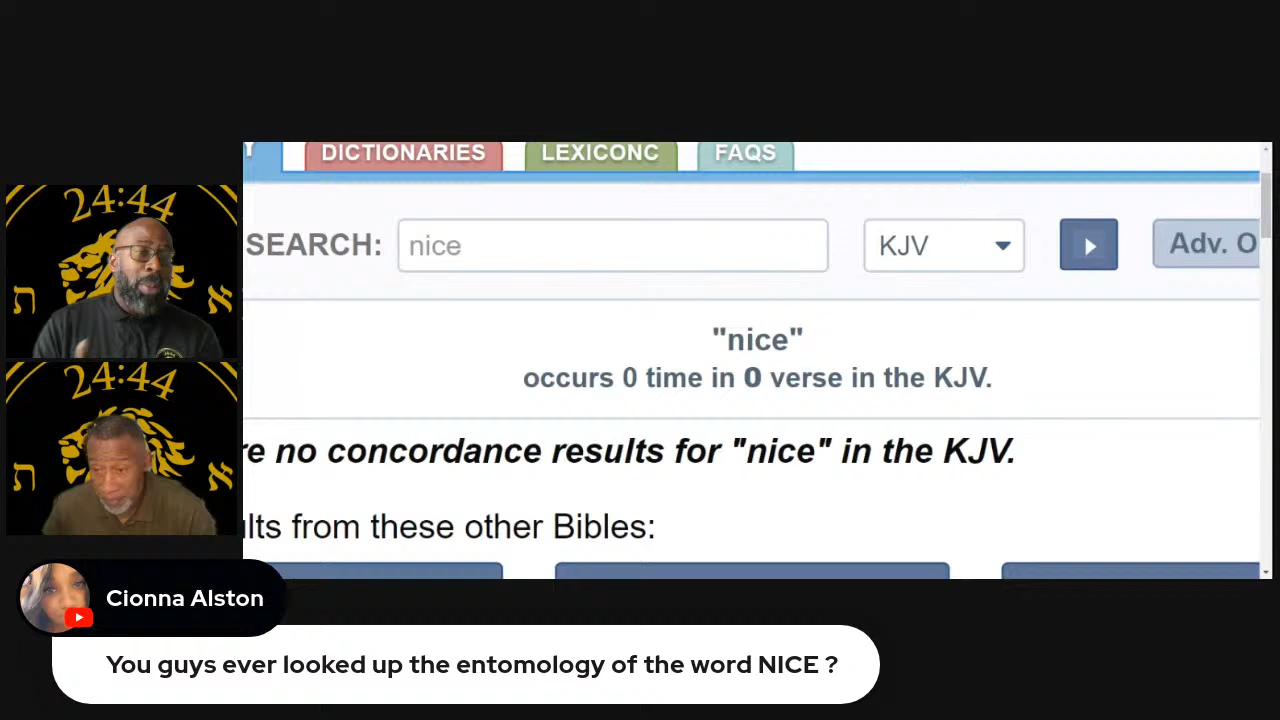 DICTIONARIES LEXICONC FAQS
24:44
SEARCH: nice KJV Adv. O
ת א
"nice"
occurs 0 time in 0 verse in the KJV.
24:44
re no concordance results for "nice" in the KJV.
ת א
ults from these other Bibles:
Cionna Alston
You guys ever looked up the entomology of the word NICE ?